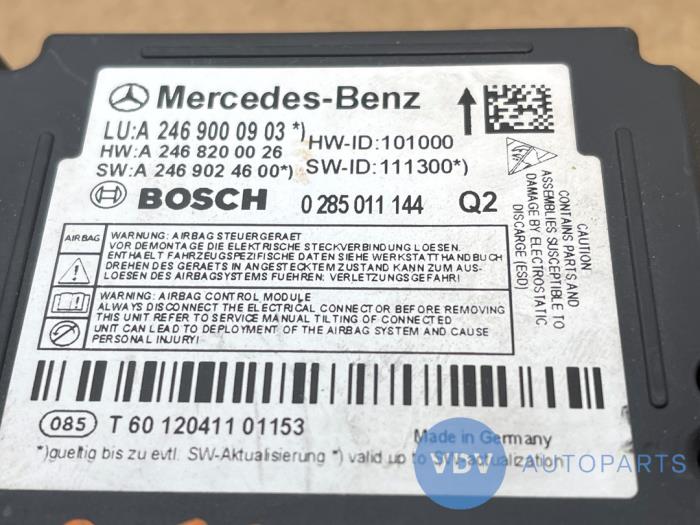 Mercedes-Benz
LU:A 246 900 09 03 *)
HW-ID:101000
HW:A 246 820 00 26
SW:A 246 902 46 00*)
SW-ID:111300*)
BOSCH 0 285 011 144 Q2
AIRBAG
WARNUNG: AIRBAG STEUERGERAET
VOR DEMONTAGE DIE ELEKTRISCHE STECKVERBINDUNG LOESEN.
ENTHAELT FAHRZEUGSPEZIFISCHE DATEN SIEHE WERKSTATTHANDBUCH
DREHEN DES GERAETS IN ANGESTECKTEM ZUSTAND KANN ZUM AUS-
LOESEN DES AIRBAGSYSTEMS FUEHREN: VERLETZUNGSGEFAHR!
WARNING: AIRBAG CONTROL MODULE
ALWAYS DISCONNECT THE ELECTRICAL CONNECTOR BEFORE REMOVING
THIS UNIT REFER TO SERVICE MANUAL TILTING OF CONNECTED
UNIT CAN LEAD TO DEPLOYMENT OF THE AIRBAG SYSTEM AND CAUSE
PERSONAL INJURY!
CAUTION
CONTAINS PARTS AND
ASSEMBLIES SUSCEPTIBLE TO
DAMAGE BY ELECTROSTATIC
DISCHARGE (ESD)
085 T 60 120411 01153
Made in Germany
*)gueltig bis zu evtl. SW-Aktualisierung *) valid up to SW-actualization
VDV AUTOPARTS